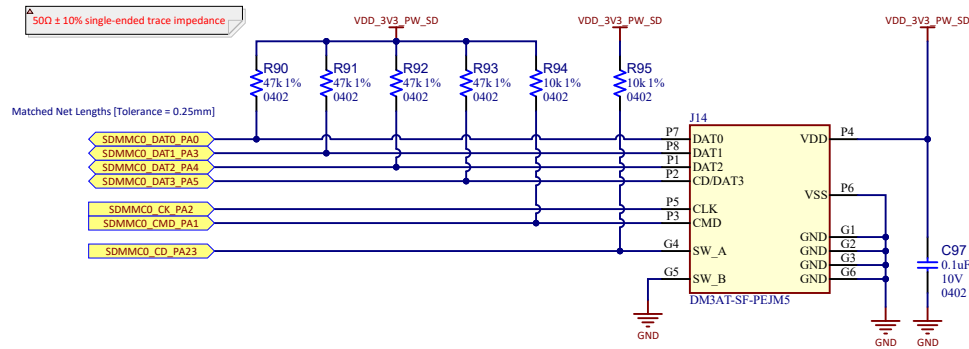 50Ω ± 10% single-ended trace impedance
VDD_3V3_PW_SD
VDD_3V3_PW_SD
VDD_3V3_PW_SD
R90
47k 1%
0402
R91
47k 1%
0402
R92
47k 1%
0402
R93
47k 1%
0402
R94
10k 1%
0402
R95
10k 1%
0402
Matched Net Lengths [Tolerance = 0.25mm]
J14
SDMMC0_DAT0_PA0
P7
DAT0
VDD
P4
SDMMC0_DAT1_PA3
P8
DAT1
SDMMC0_DAT2_PA4
P1
DAT2
SDMMC0_DAT3_PA5
P2
CD/DAT3
VSS
P6
SDMMC0_CK_PA2
P5
CLK
SDMMC0_CMD_PA1
P3
CMD
GND
G1
GND
G2
SDMMC0_CD_PA23
G4
SW_A
GND
G3
G5
SW_B
GND
G6
DM3AT-SF-PEJM5
C97
0.1uF
10V
0402
GND
GND
GND